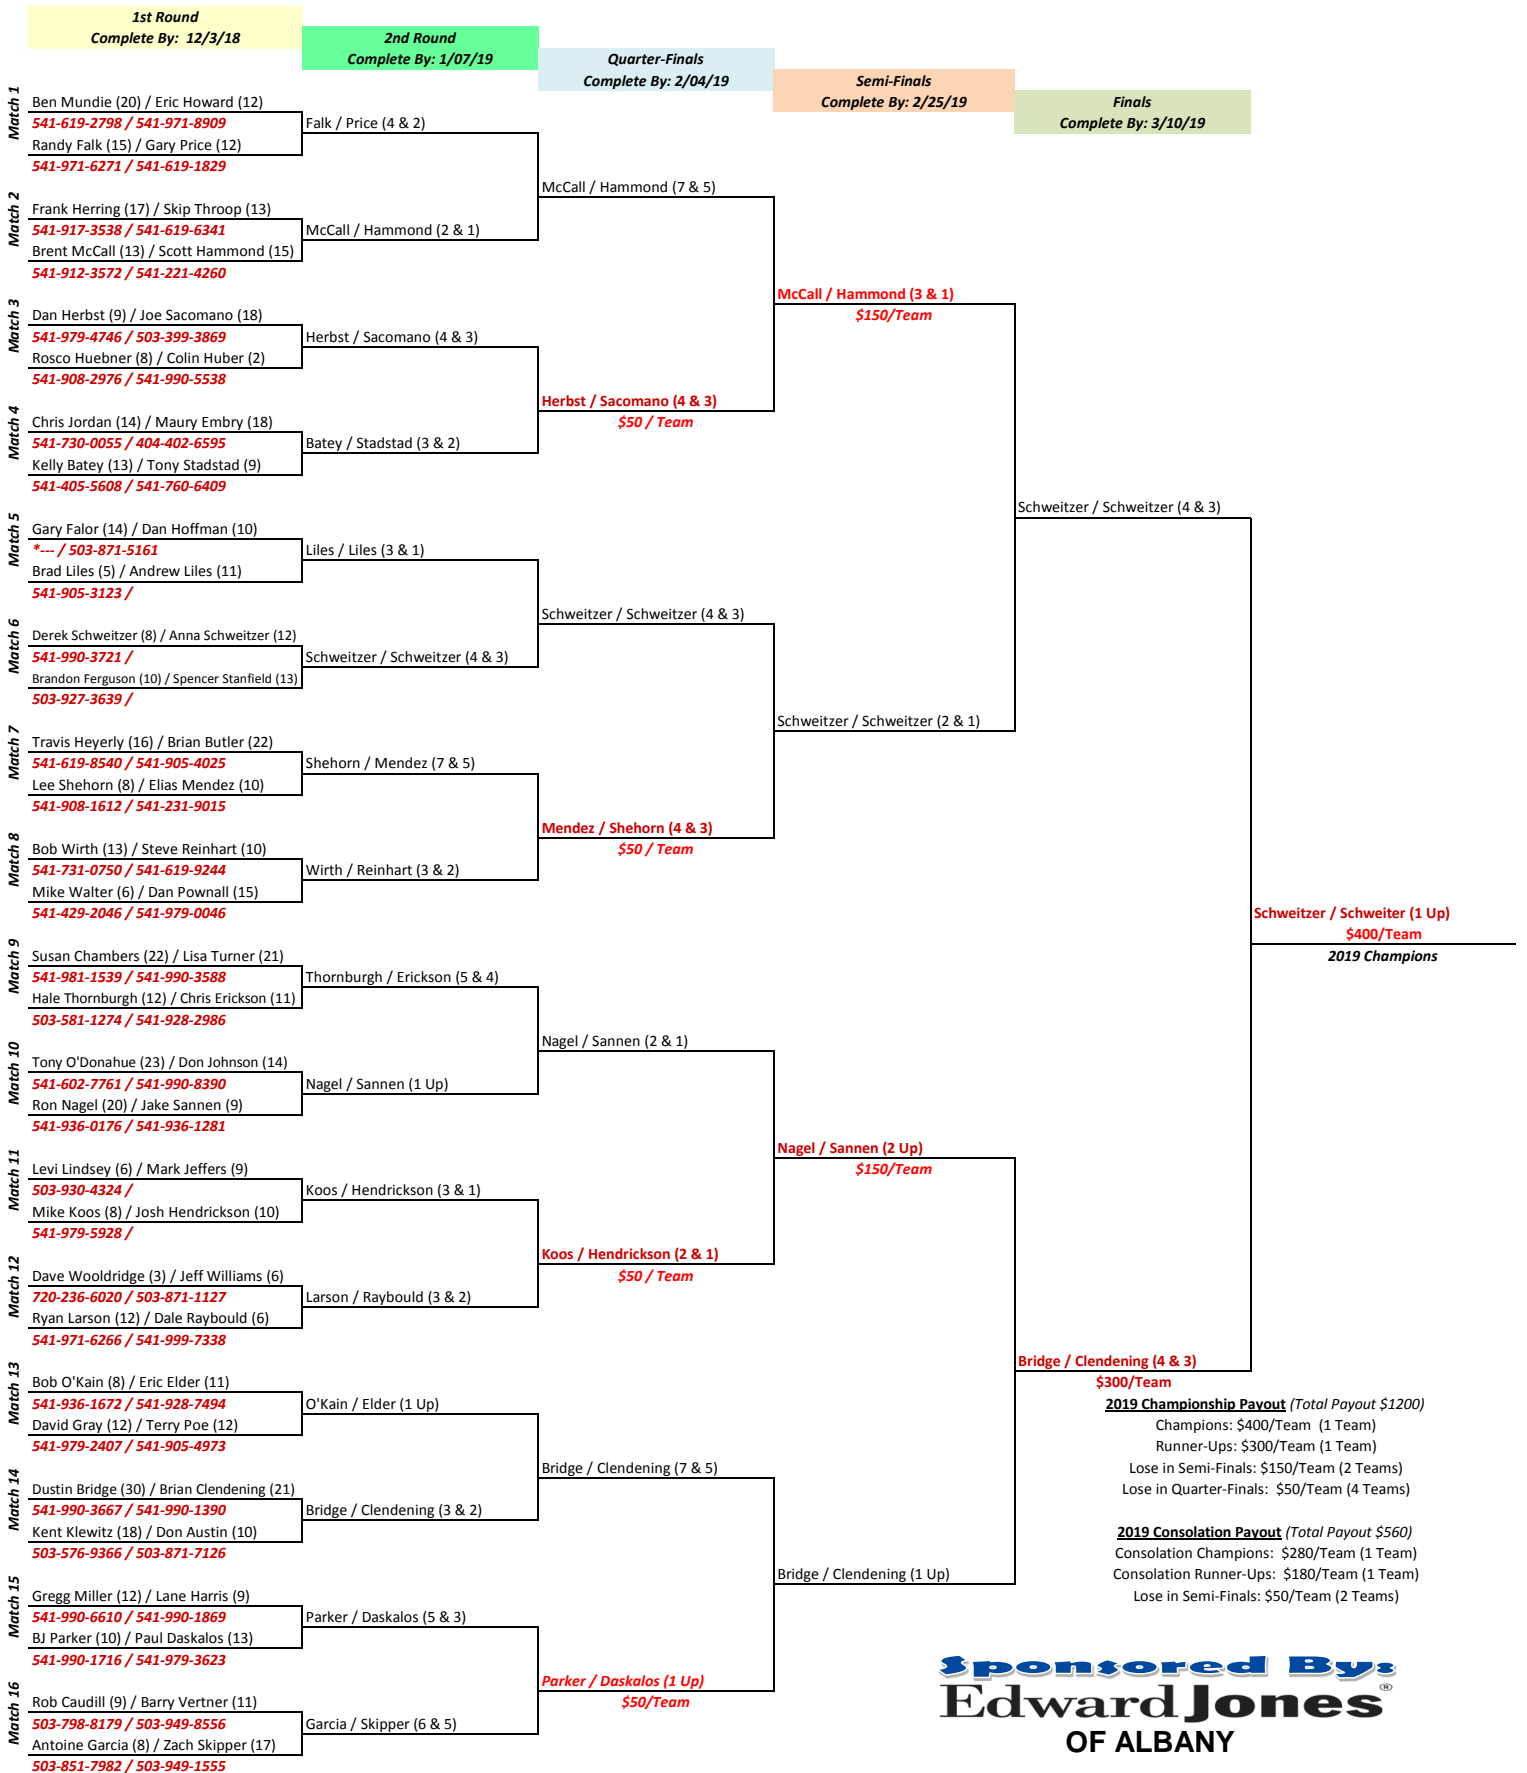 1st Round
Complete By: 12/3/18
2nd Round
Complete By: 1/07/19
Quarter-Finals
Complete By: 2/04/19
Semi-Finals
Complete By: 2/25/19
Finals
Complete By: 3/10/19
Match 1
Ben Mundie (20) / Eric Howard (12)
541-619-2798 / 541-971-8909
Randy Falk (15) / Gary Price (12)
541-971-6271 / 541-619-1829
Match 2
Frank Herring (17) / Skip Throop (13)
541-917-3538 / 541-619-6341
Brent McCall (13) / Scott Hammond (15)
541-912-3572 / 541-221-4260
Match 3
Dan Herbst (9) / Joe Sacomano (18)
541-979-4746 / 503-399-3869
Rosco Huebner (8) / Colin Huber (2)
541-908-2976 / 541-990-5538
Match 4
Chris Jordan (14) / Maury Embry (18)
541-730-0055 / 404-402-6595
Kelly Batey (13) / Tony Stadstad (9)
541-405-5608 / 541-760-6409
Match 5
Gary Falor (14) / Dan Hoffman (10)
*--- / 503-871-5161
Brad Liles (5) / Andrew Liles (11)
541-905-3123 /
Match 6
Derek Schweitzer (8) / Anna Schweitzer (12)
541-990-3721 /
Brandon Ferguson (10) / Spencer Stanfield (13)
503-927-3639 /
Match 7
Travis Heyerly (16) / Brian Butler (22)
541-619-8540 / 541-905-4025
Lee Shehorn (8) / Elias Mendez (10)
541-908-1612 / 541-231-9015
Match 8
Bob Wirth (13) / Steve Reinhart (10)
541-731-0750 / 541-619-9244
Mike Walter (6) / Dan Pownall (15)
541-429-2046 / 541-979-0046
Match 9
Susan Chambers (22) / Lisa Turner (21)
541-981-1539 / 541-990-3588
Hale Thornburgh (12) / Chris Erickson (11)
503-581-1274 / 541-928-2986
Match 10
Tony O'Donahue (23) / Don Johnson (14)
541-602-7761 / 541-990-8390
Ron Nagel (20) / Jake Sannen (9)
541-936-0176 / 541-936-1281
Match 11
Levi Lindsey (6) / Mark Jeffers (9)
503-930-4324 /
Mike Koos (8) / Josh Hendrickson (10)
541-979-5928 /
Match 12
Dave Wooldridge (3) / Jeff Williams (6)
720-236-6020 / 503-871-1127
Ryan Larson (12) / Dale Raybould (6)
541-971-6266 / 541-999-7338
Match 13
Bob O'Kain (8) / Eric Elder (11)
541-936-1672 / 541-928-7494
David Gray (12) / Terry Poe (12)
541-979-2407 / 541-905-4973
Match 14
Dustin Bridge (30) / Brian Clendening (21)
541-990-3667 / 541-990-1390
Kent Klewitz (18) / Don Austin (10)
503-576-9366 / 503-871-7126
Match 15
Gregg Miller (12) / Lane Harris (9)
541-990-6610 / 541-990-1869
BJ Parker (10) / Paul Daskalos (13)
541-990-1716 / 541-979-3623
Match 16
Rob Caudill (9) / Barry Vertner (11)
503-798-8179 / 503-949-8556
Antoine Garcia (8) / Zach Skipper (17)
503-851-7982 / 503-949-1555
Falk / Price (4 & 2)
McCall / Hammond (2 & 1)
Herbst / Sacomano (4 & 3)
Batey / Stadstad (3 & 2)
Liles / Liles (3 & 1)
Schweitzer / Schweitzer (4 & 3)
Shehorn / Mendez (7 & 5)
Wirth / Reinhart (3 & 2)
Thornburgh / Erickson (5 & 4)
Nagel / Sannen (1 Up)
Koos / Hendrickson (3 & 1)
Larson / Raybould (3 & 2)
O'Kain / Elder (1 Up)
Bridge / Clendening (3 & 2)
Parker / Daskalos (5 & 3)
Garcia / Skipper (6 & 5)
McCall / Hammond (7 & 5)
Herbst / Sacomano (4 & 3)
$50 / Team
Schweitzer / Schweitzer (4 & 3)
Mendez / Shehorn (4 & 3)
$50 / Team
Nagel / Sannen (2 & 1)
Koos / Hendrickson (2 & 1)
$50 / Team
Bridge / Clendening (7 & 5)
Parker / Daskalos (1 Up)
$50/Team
McCall / Hammond (3 & 1)
$150/Team
Schweitzer / Schweitzer (2 & 1)
Nagel / Sannen (2 Up)
$150/Team
Bridge / Clendening (1 Up)
Schweitzer / Schweitzer (4 & 3)
Bridge / Clendening (4 & 3)
$300/Team
Schweitzer / Schweiter (1 Up)
$400/Team
2019 Champions
2019 Championship Payout (Total Payout $1200)
Champions: $400/Team (1 Team)
Runner-Ups: $300/Team (1 Team)
Lose in Semi-Finals: $150/Team (2 Teams)
Lose in Quarter-Finals: $50/Team (4 Teams)
2019 Consolation Payout (Total Payout $560)
Consolation Champions: $280/Team (1 Team)
Consolation Runner-Ups: $180/Team (1 Team)
Lose in Semi-Finals: $50/Team (2 Teams)
Sponsored By:
Edward Jones®
OF ALBANY